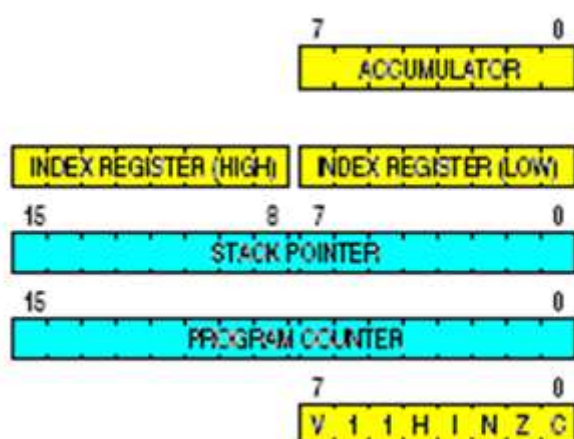 7 0
ACCUMULATOR
INDEX REGISTER (HIGH) INDEX REGISTER (LOW)
15 8 7 0
STACK POINTER
15 0
PROGRAM COUNTER
7 0
V 1 1 H I N Z C